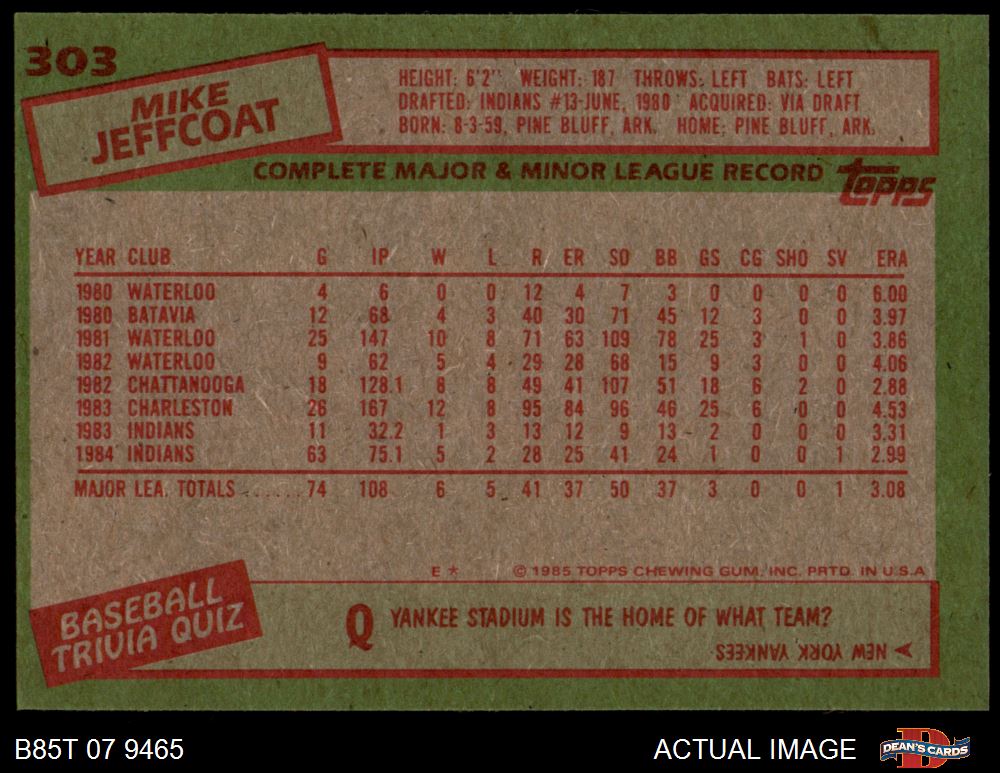 303
MIKE
JEFFCOAT
HEIGHT: 6'2" WEIGHT: 187 THROWS: LEFT BATS: LEFT
DRAFTED: INDIANS #13-JUNE, 1980 ACQUIRED: VIA DRAFT
BORN: 8-3-59, PINE BLUFF, ARK. HOME: PINE BLUFF, ARK.
COMPLETE MAJOR & MINOR LEAGUE RECORD
topps
YEAR CLUB G IP W L R ER SO BB GS CG SHO SV ERA
1980 WATERLOO 4 6 0 0 12 4 7 3 0 0 0 0 6.00
1980 BATAVIA 12 68 4 3 40 30 71 45 12 3 0 0 3.97
1981 WATERLOO 25 147 10 8 71 63 109 78 25 3 1 0 3.86
1982 WATERLOO 9 62 5 4 29 28 68 15 9 3 0 0 4.06
1982 CHATTANOOGA 18 128.1 8 8 49 41 107 51 18 6 2 0 2.88
1983 CHARLESTON 26 167 12 8 95 84 96 46 25 6 0 0 4.53
1983 INDIANS 11 32.2 1 3 13 12 9 13 2 0 0 0 3.31
1984 INDIANS 63 75.1 5 2 28 25 41 24 1 0 0 1 2.99
MAJOR LEA. TOTALS ...... 74 108 6 5 41 37 50 37 3 0 0 1 3.08
E * © 1985 TOPPS CHEWING GUM, INC. PRTD. IN U.S.A.
BASEBALL
TRIVIA QUIZ
Q YANKEE STADIUM IS THE HOME OF WHAT TEAM?
NEW YORK YANKEES
B85T 07 9465
ACTUAL IMAGE
D
DEAN'S CARDS